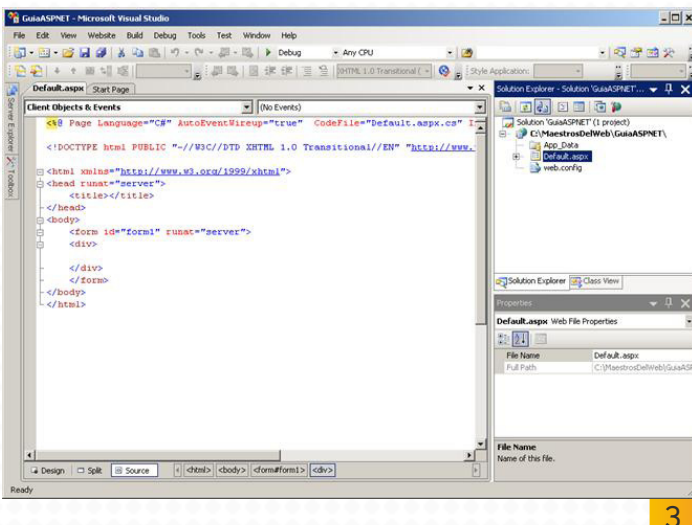 GuiaASPNET - Microsoft Visual Studio
File Edit View Website Build Debug Tools Test Window Help
Debug Any CPU
XHTML 1.0 Transitional ( Style Application:
Server Explorer
Toolbox
Default.aspx Start Page
Client Objects & Events (No Events)
<%@ Page Language="C#" AutoEventWireup="true" CodeFile="Default.aspx.cs"
<!DOCTYPE html PUBLIC "-//W3C//DTD XHTML 1.0 Transitional//EN" "http://www.
<html xmlns="http://www.w3.org/1999/xhtml">
<head runat="server">
<title></title>
</head>
<body>
<form id="form1" runat="server">
<div>
</div>
</form>
</body>
</html>
Design Split Source <html> <body> <form#form1> <div>
Ready
Solution Explorer - Solution 'GuiaASPNET' ...
Solution 'GuiaASPNET' (1 project)
C:\MaestrosDelWeb\GuiaASPNET\
App_Data
Default.aspx
web.config
Solution Explorer Class View
Properties
Default.aspx Web File Properties
File Name Default.aspx
Full Path C:\MaestrosDelWeb\GuiaASP
File Name
Name of this file.
3